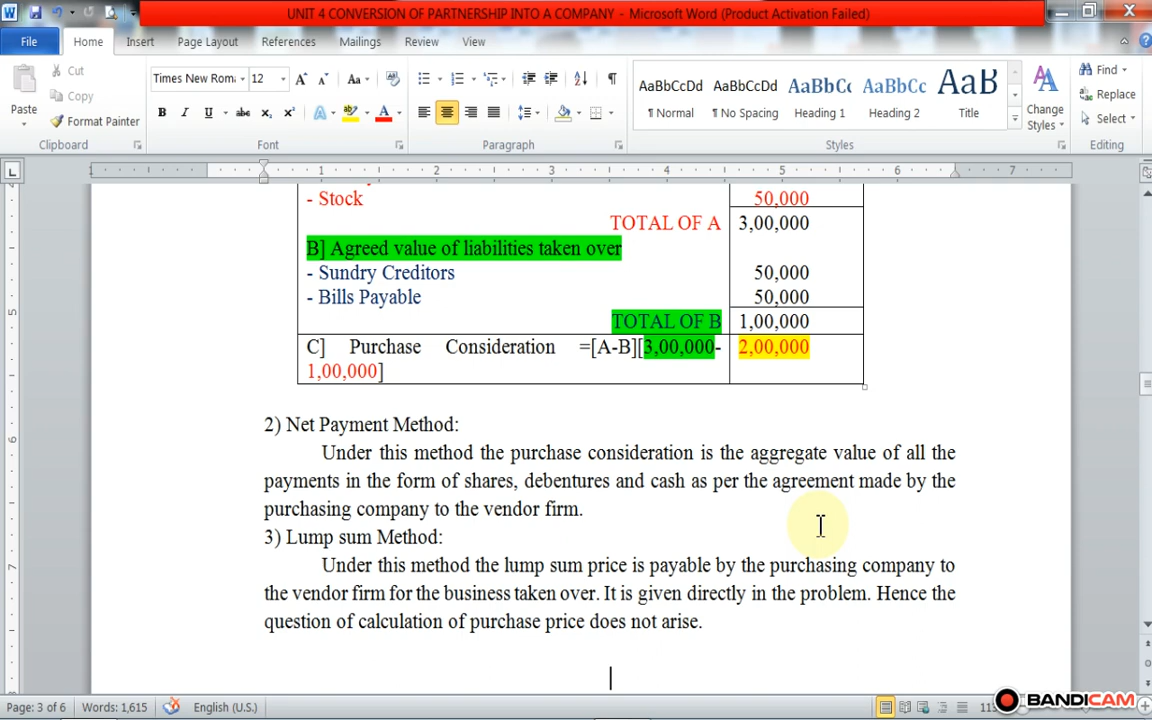 UNIT 4 CONVERSION OF PARTNERSHIP INTO A COMPANY - Microsoft Word (Product Activation Failed)
File Home Insert Page Layout References Mailings Review View
Paste
Cut
Copy
Format Painter
Clipboard
Times New Rom 12
Font
Paragraph
AaBbCcDd AaBbCcDd AaBbCc AaBbCc AaB
¶ Normal ¶ No Spacing Heading 1 Heading 2 Title
Change Styles
Styles
Find
Replace
Select
Editing
1 1 2 3 4 5 6 7
- Stock 50,000
TOTAL OF A 3,00,000
B] Agreed value of liabilities taken over
- Sundry Creditors 50,000
- Bills Payable 50,000
TOTAL OF B 1,00,000
C] Purchase Consideration =[A-B][3,00,000- 2,00,000
1,00,000]
2) Net Payment Method:
Under this method the purchase consideration is the aggregate value of all the
payments in the form of shares, debentures and cash as per the agreement made by the
purchasing company to the vendor firm.
3) Lump sum Method:
Under this method the lump sum price is payable by the purchasing company to
the vendor firm for the business taken over. It is given directly in the problem. Hence the
question of calculation of purchase price does not arise.
Page: 3 of 6 Words: 1,615 English (U.S.)
BANDICAM